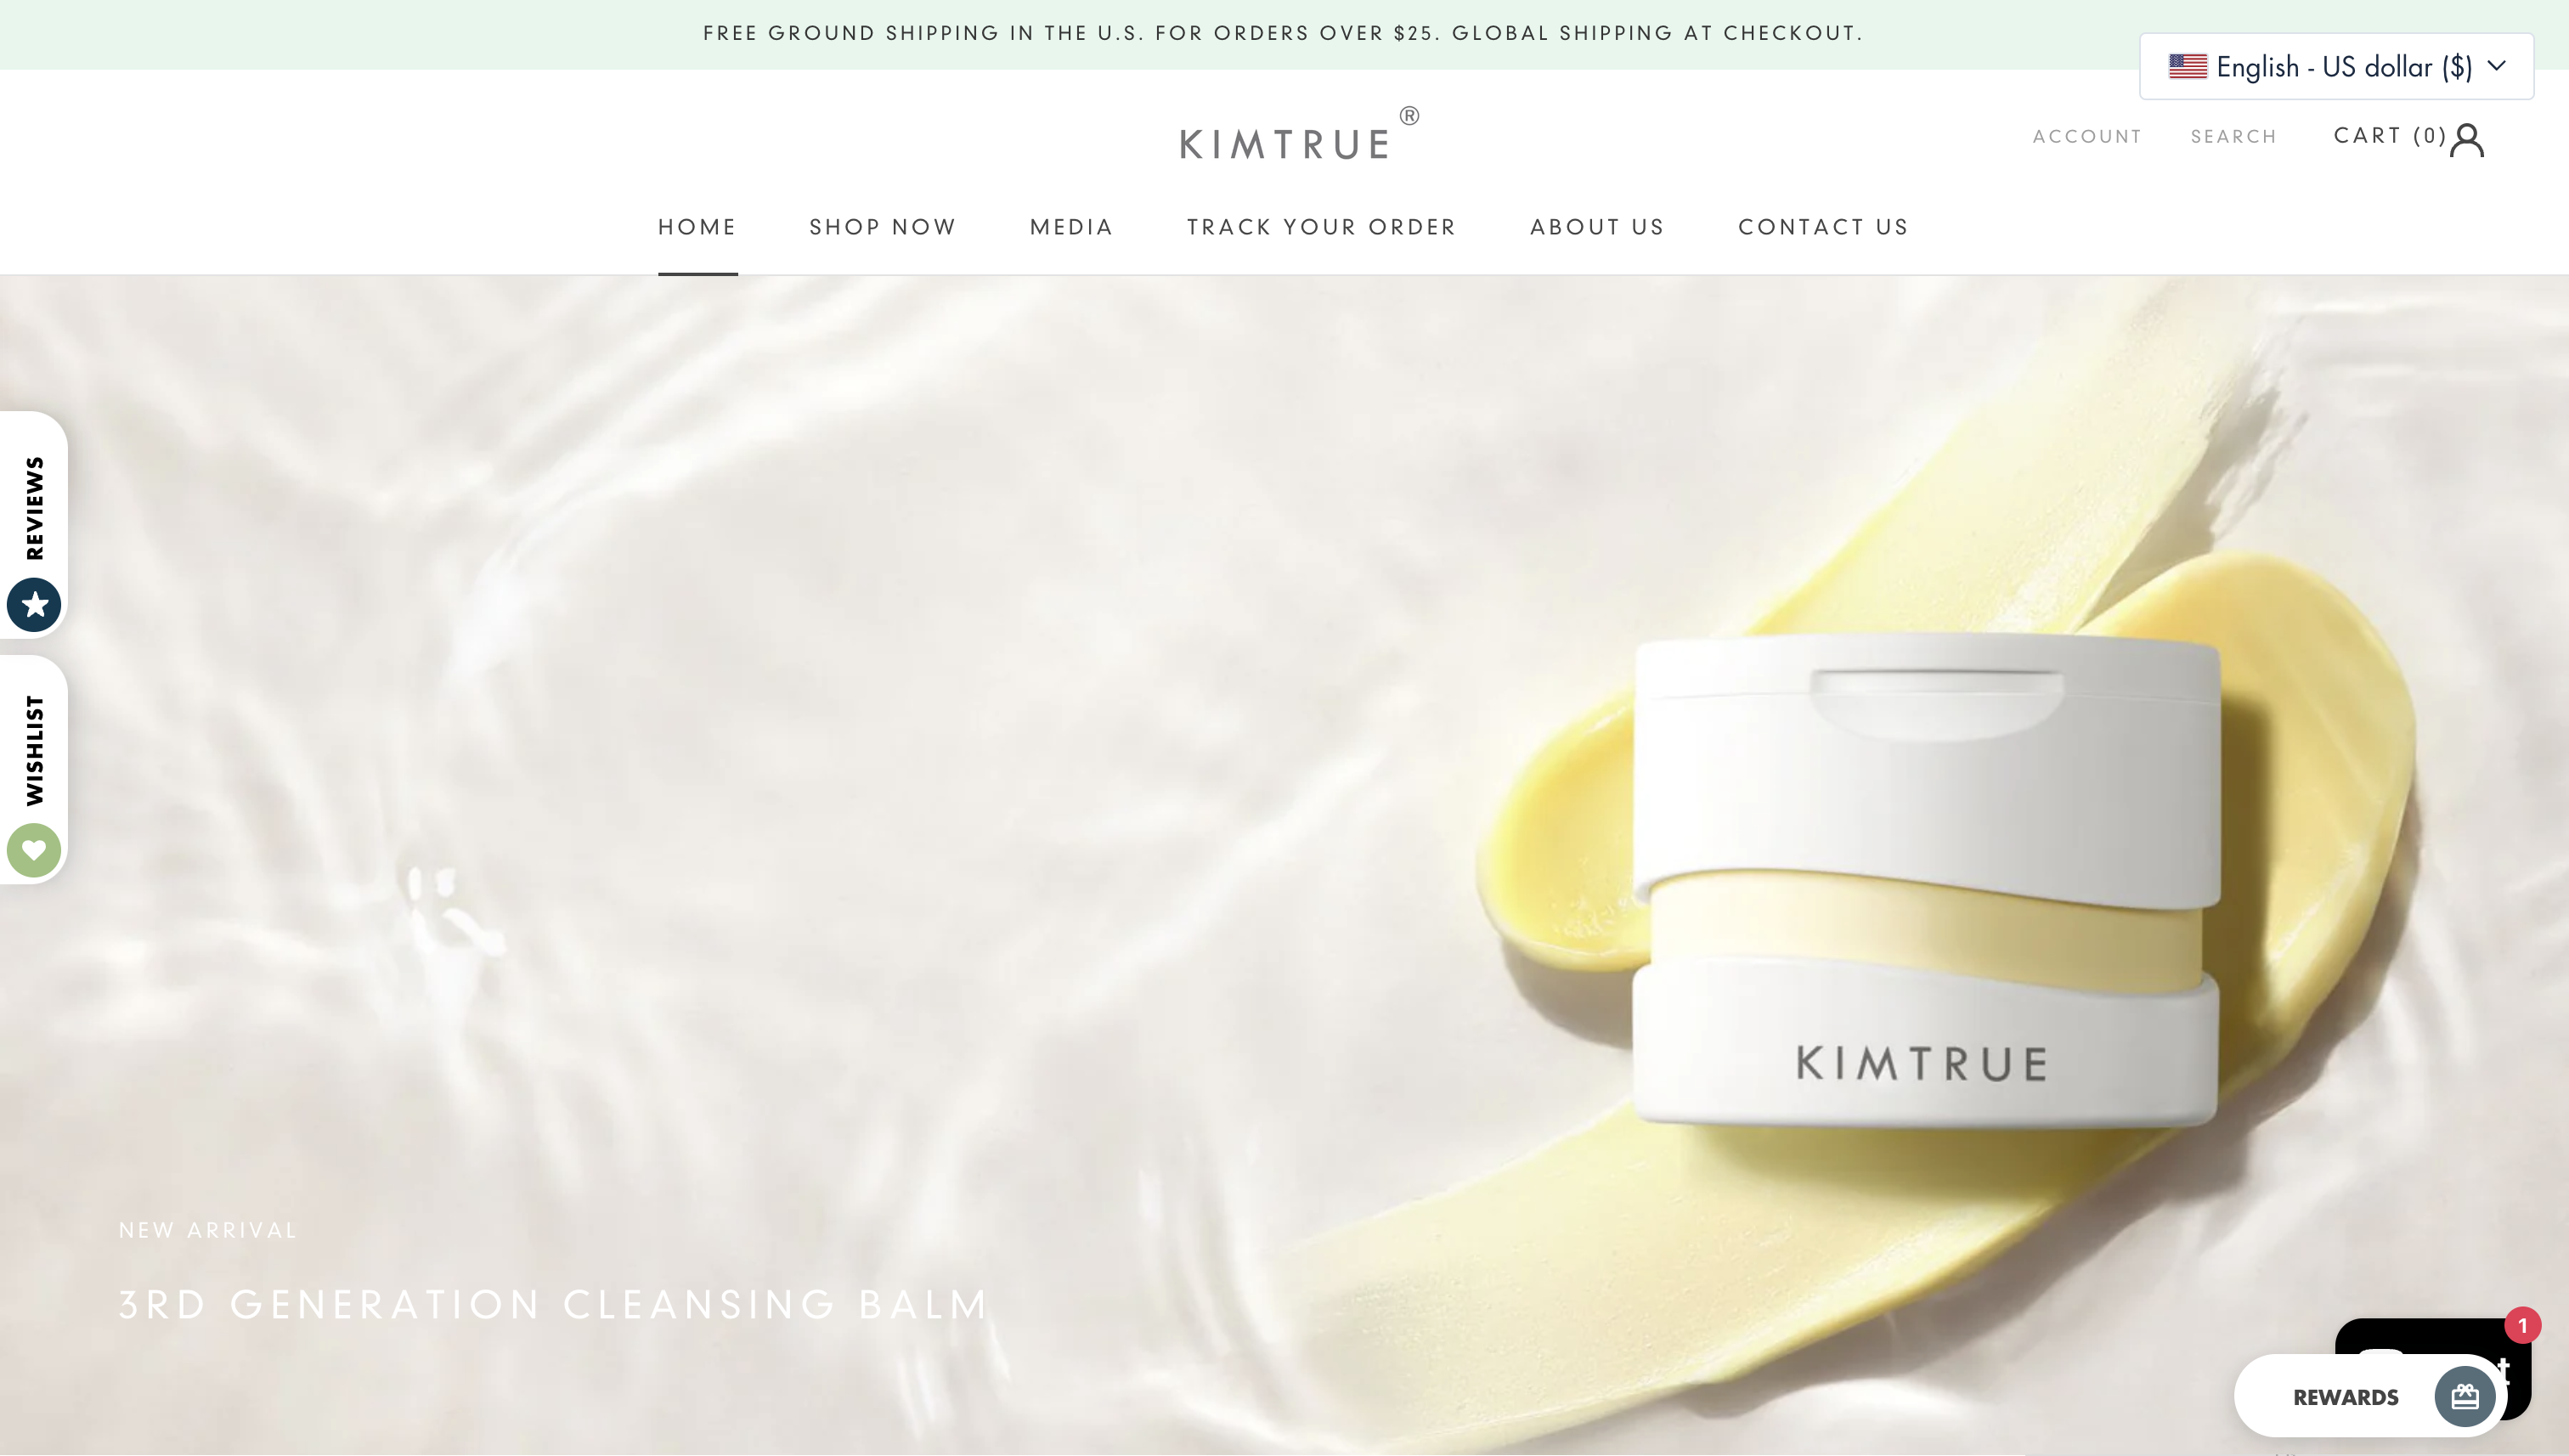 FREE GROUND SHIPPING IN THE U.S. FOR ORDERS OVER $25. GLOBAL SHIPPING AT CHECKOUT.
English - US dollar ($)
KIMTRUE®
ACCOUNT SEARCH CART (0)
HOME SHOP NOW MEDIA TRACK YOUR ORDER ABOUT US CONTACT US
REVIEWS
WISHLIST
KIMTRUE
NEW ARRIVAL
3RD GENERATION CLEANSING BALM
1
REWARDS